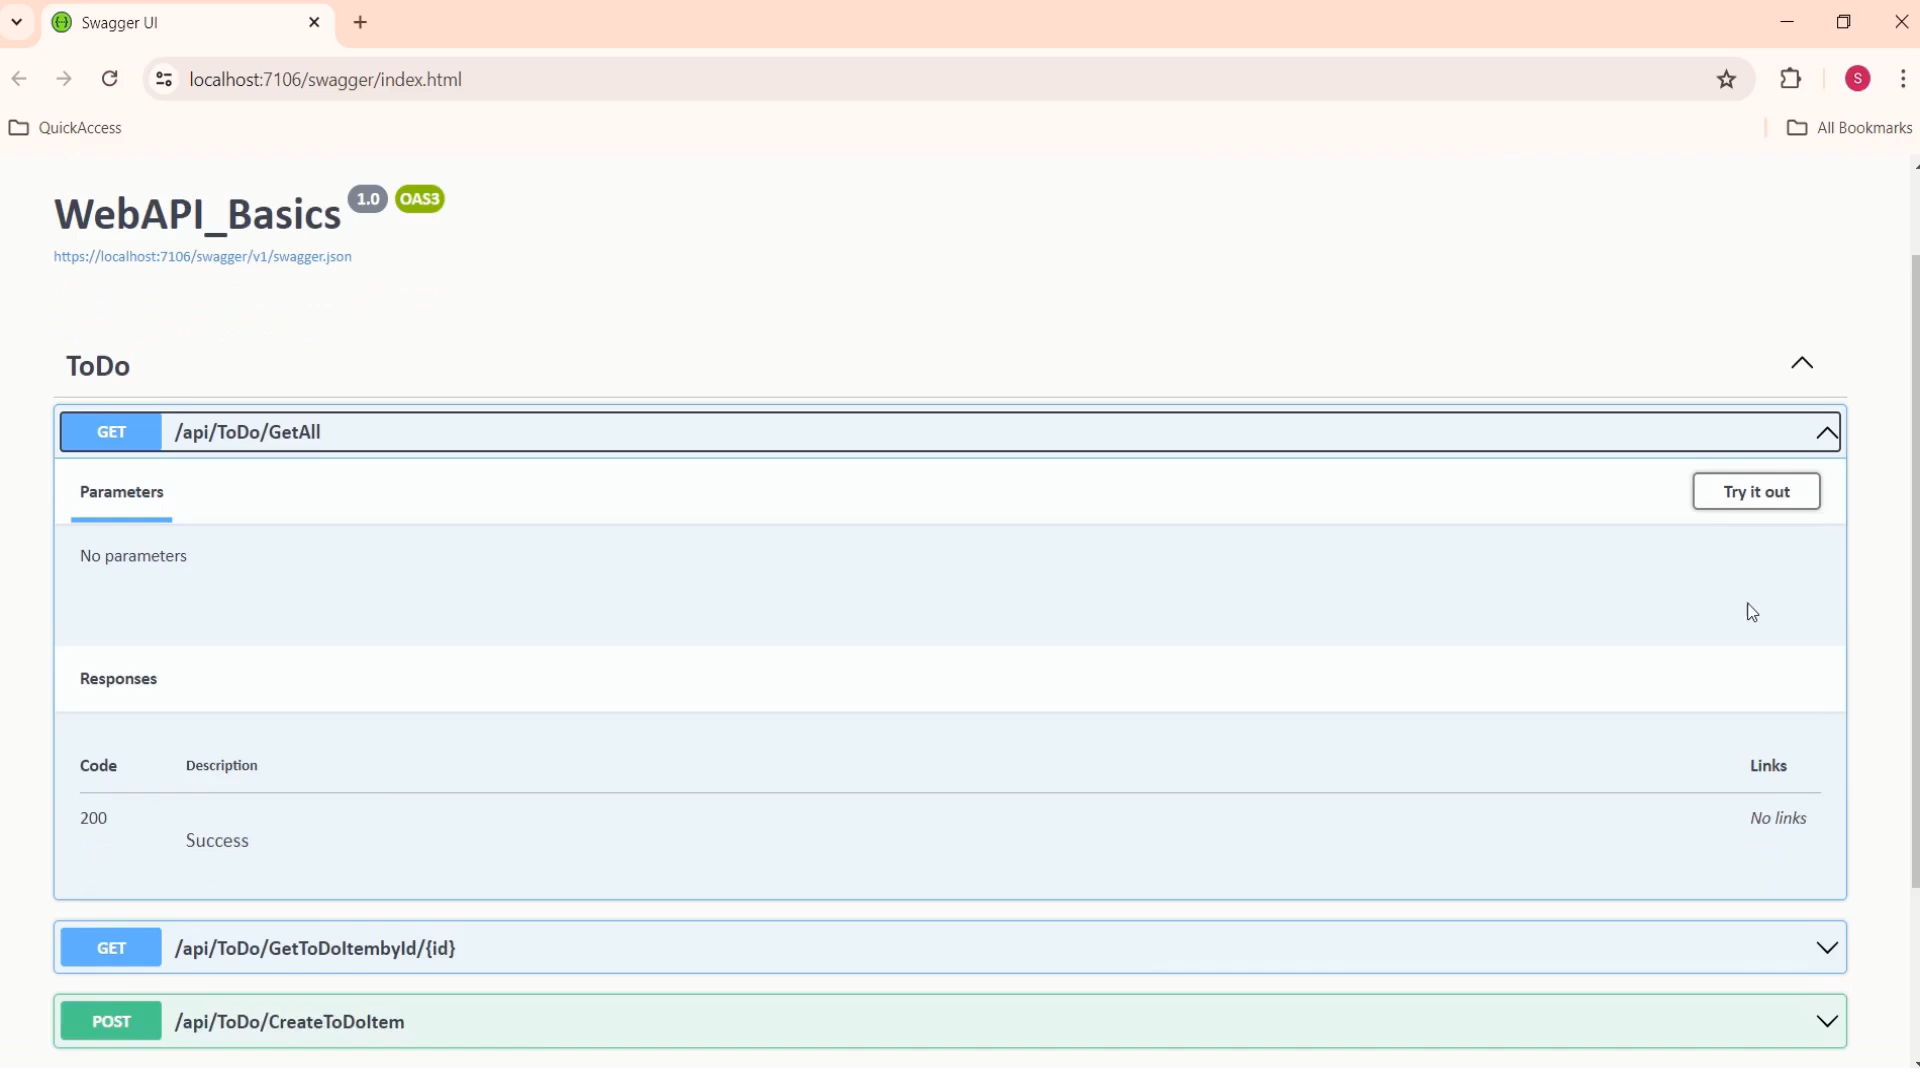 Swagger UI
localhost:7106/swagger/index.html
S
QuickAccess
All Bookmarks
WebAPI_Basics 1.0 OAS3
https://localhost:7106/swagger/v1/swagger.json
ToDo
GET /api/ToDo/GetAll
Parameters
Try it out
No parameters
Responses
Code Description Links
200 No links
Success
GET /api/ToDo/GetToDoItembyId/{id}
POST /api/ToDo/CreateToDoItem